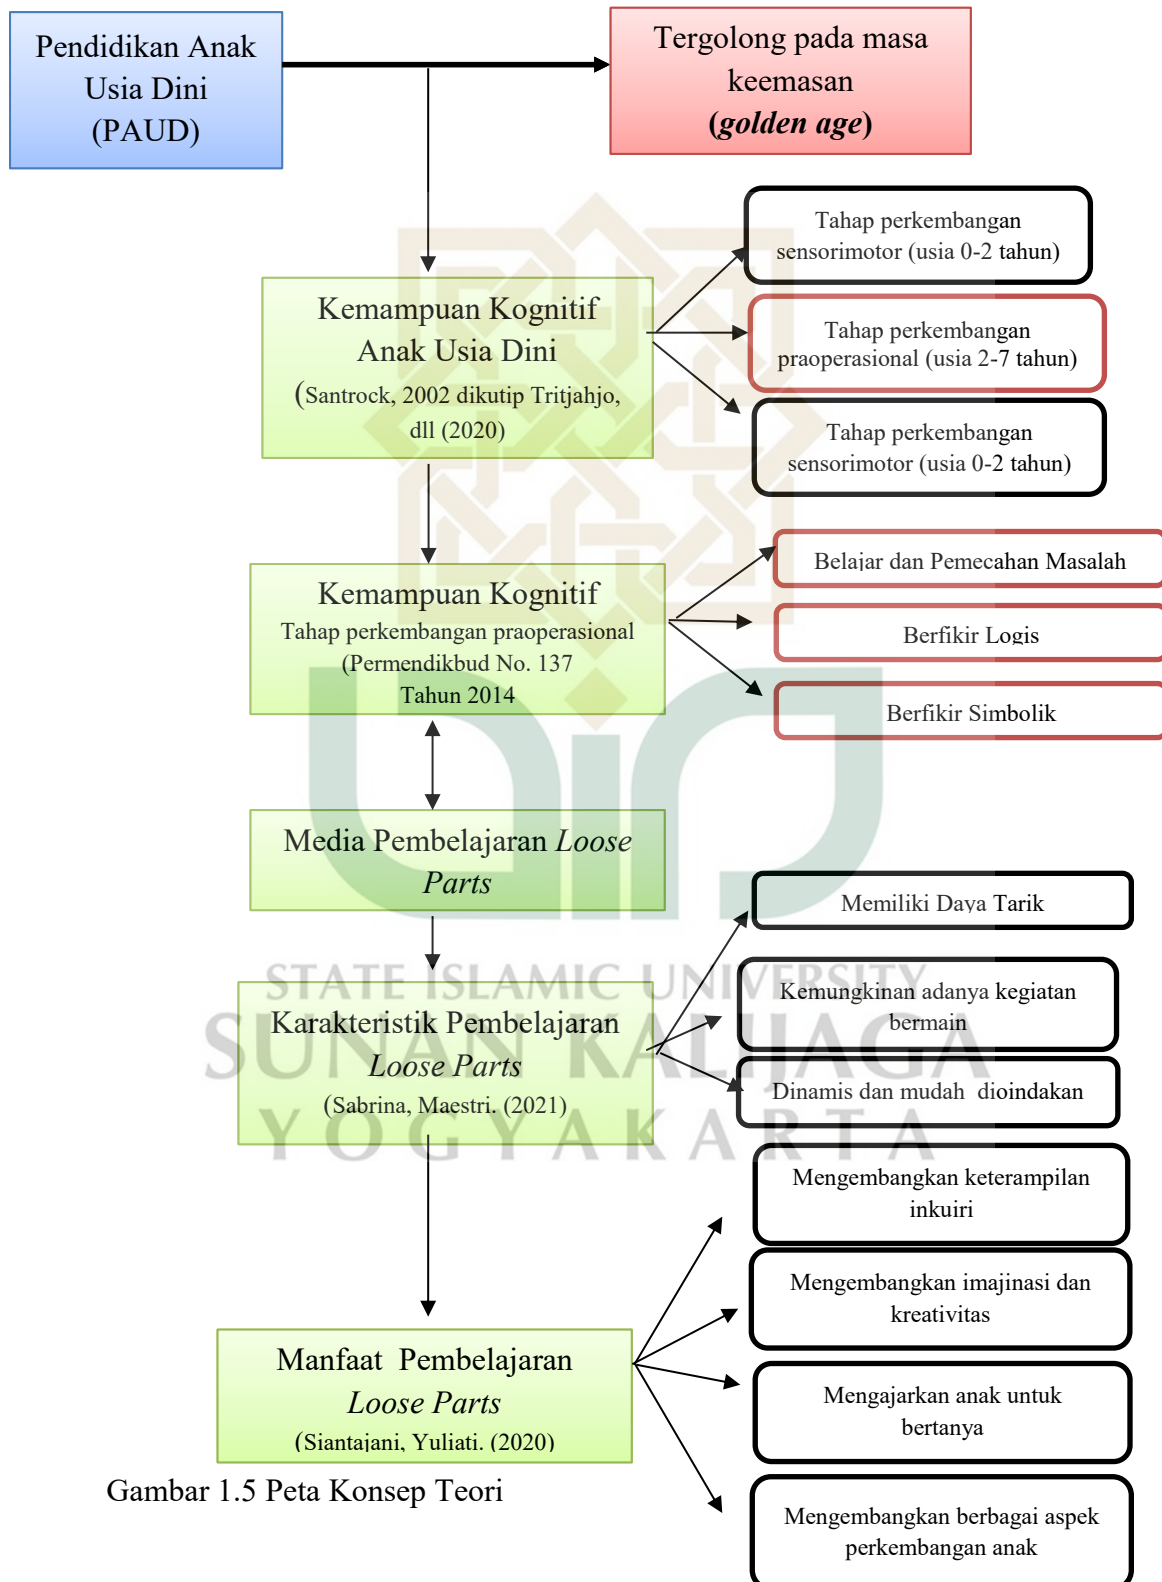 Pendidikan Anak
Usia Dini
(PAUD)
Tergolong pada masa
keemasan
(golden age)
Tahap perkembangan
sensorimotor (usia 0-2 tahun)
Kemampuan Kognitif
Anak Usia Dini
(Santrock, 2002 dikutip Tritjahjo,
dll (2020)
Tahap perkembangan
praoperasional (usia 2-7 tahun)
Tahap perkembangan
sensorimotor (usia 0-2 tahun)
Kemampuan Kognitif
Tahap perkembangan praoperasional
(Permendikbud No. 137
Tahun 2014
Belajar dan Pemecahan Masalah
Berfikir Logis
Berfikir Simbolik
Media Pembelajaran Loose
Parts
Memiliki Daya Tarik
STATE ISLAMIC UNIVERSITY
SUNAN KALIJAGA
YOGYAKARTA
Karakteristik Pembelajaran
Loose Parts
(Sabrina, Maestri. (2021)
Kemungkinan adanya kegiatan
bermain
Dinamis dan mudah dioindakan
Mengembangkan keterampilan
inkuiri
Mengembangkan imajinasi dan
kreativitas
Manfaat Pembelajaran
Loose Parts
(Siantajani, Yuliati. (2020)
Mengajarkan anak untuk
bertanya
Mengembangkan berbagai aspek
perkembangan anak
Gambar 1.5 Peta Konsep Teori